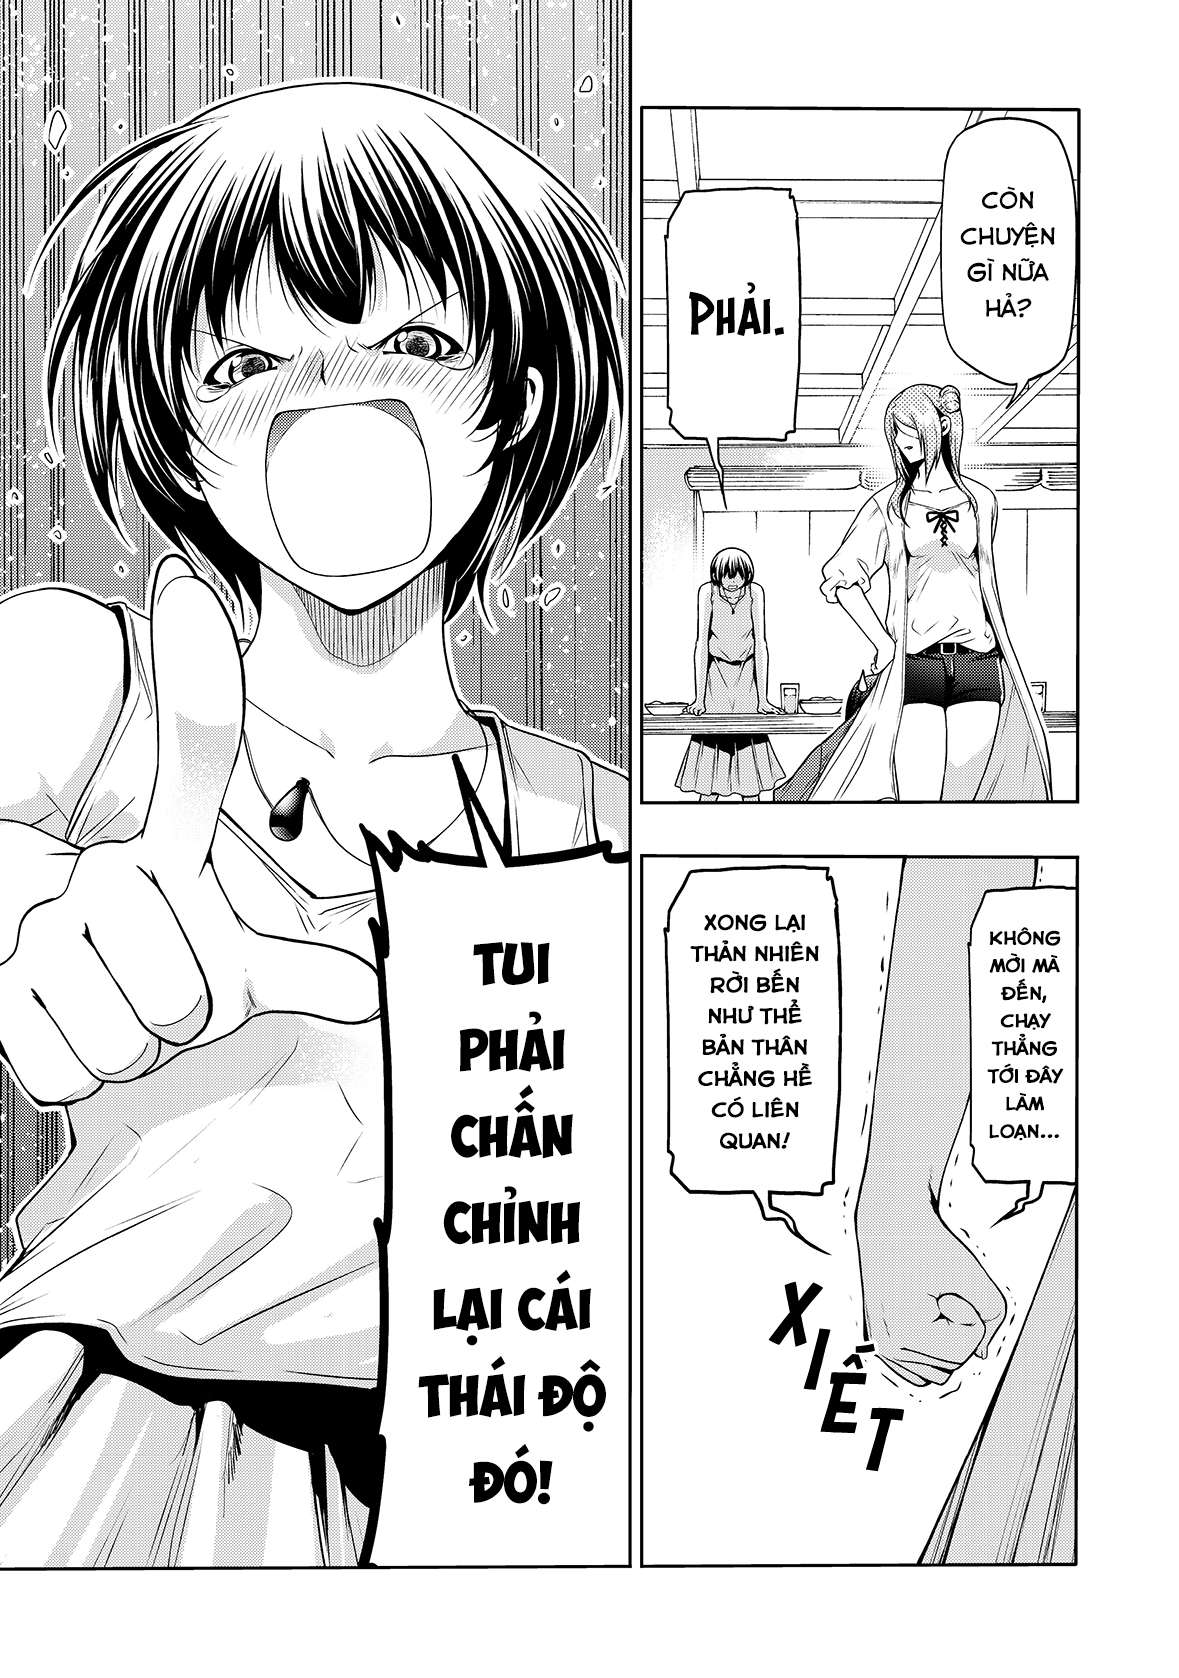 CÒN
CHUYỆN
GÌ NỮA
HẢ?
PHẢI.
KHÔNG
MỜI MÀ
ĐẾN,
CHẠY
THẲNG
TỚI ĐÂY
LÀM
LOẠN...
XONG LẠI
THẢN NHIÊN
RỜI BẾN
NHƯ THỂ
BẢN THÂN
CHẲNG HỀ
CÓ LIÊN
QUAN!
XIẾT
TUI
PHẢI
CHẤN
CHỈNH
LẠI CÁI
THÁI ĐỘ
ĐÓ!